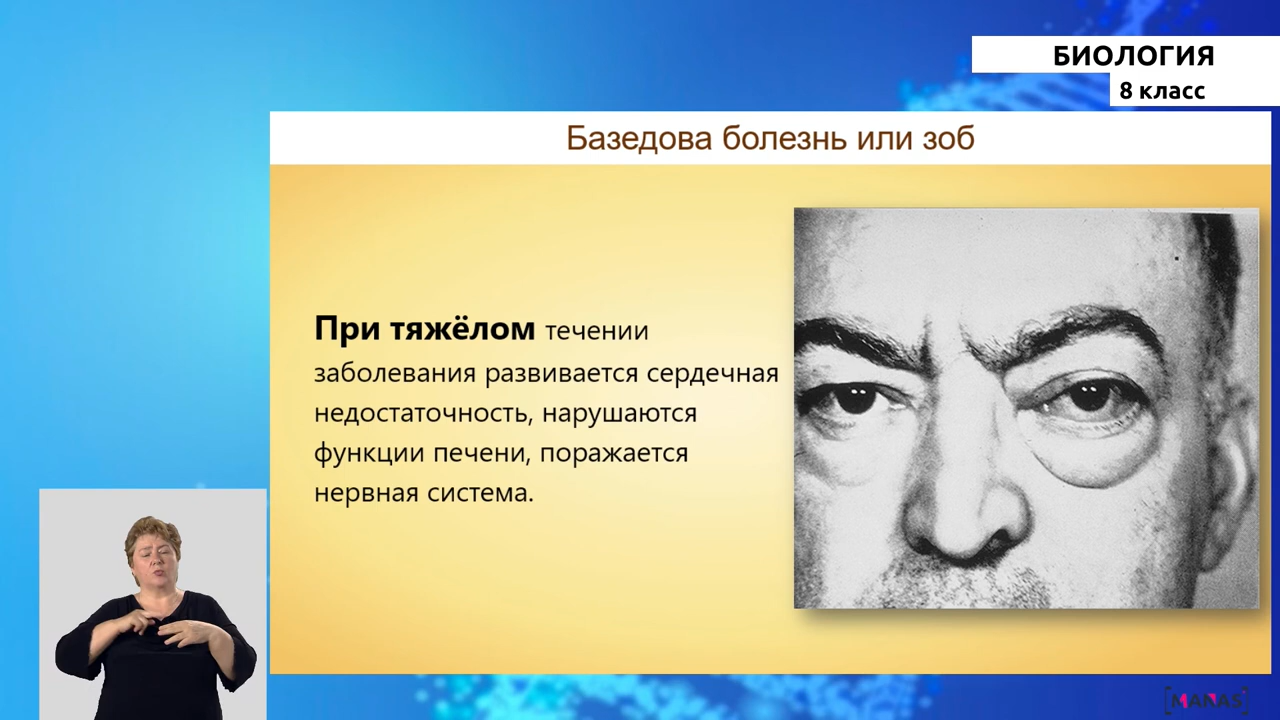 БИОЛОГИЯ
8 класс
Базедова болезнь или зоб
При тяжёлом течении
заболевания развивается сердечная
недостаточность, нарушаются
функции печени, поражается
нервная система.
MANAS